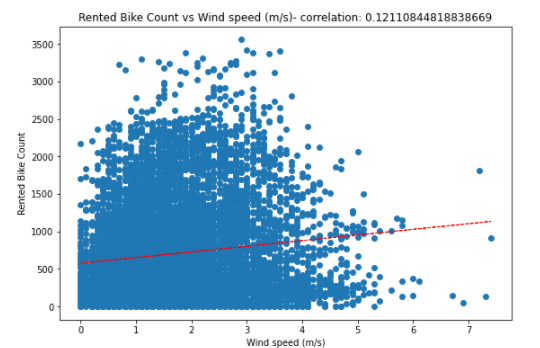 Rented Bike Count vs Wind speed (m/s)- correlation: 0.12110844818838669
3500
3000
2500
2000
1500
1000
500
0
Rented Bike Count
0 1 2 3 4 5 6 7
Wind speed (m/s)